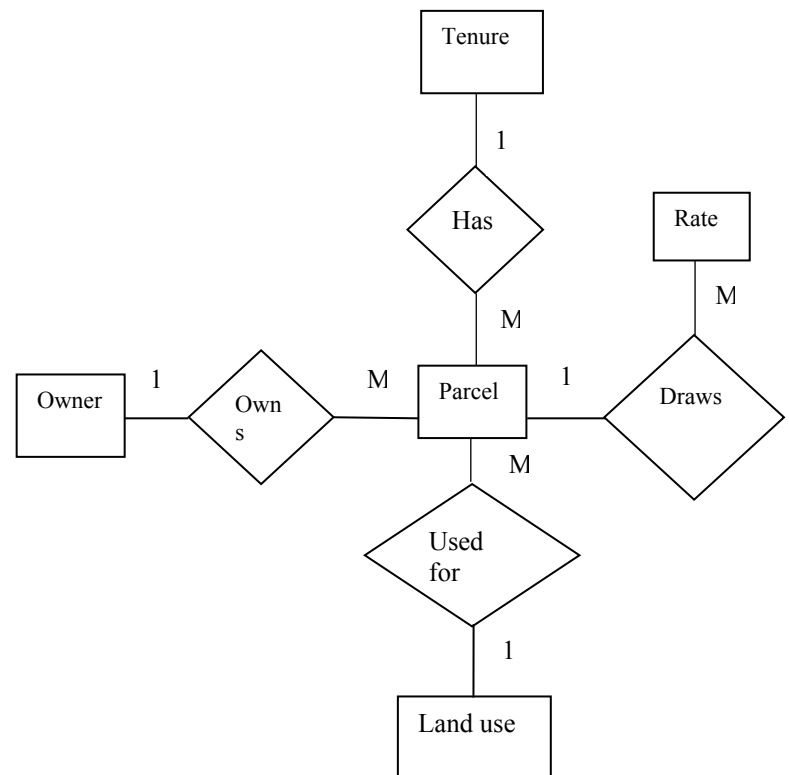 Tenure
1
Has
Rate
M
M
Owner
1
Own
s
M
Parcel
1
Draws
M
Used
for
1
Land use